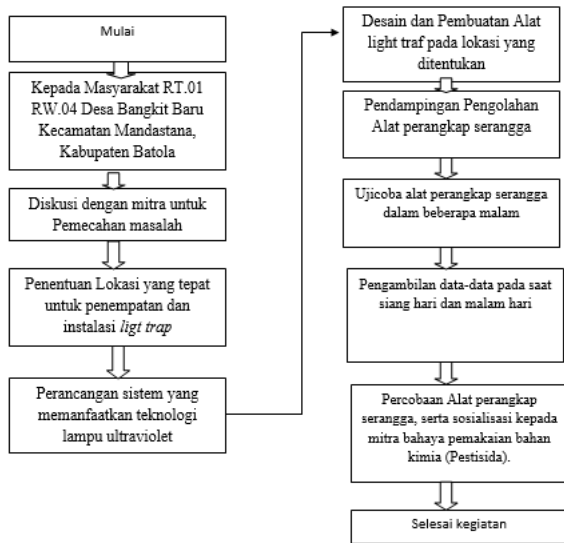 Mulai
Kepada Masyarakat RT.01
RW.04 Desa Bangkit Baru
Kecamatan Mandastana,
Kabupaten Batola
Diskusi dengan mitra untuk
Pemecahan masalah
Penentuan Lokasi yang tepat
untuk penempatan dan
instalasi ligt trap
Perancangan sistem yang
memanfaatkan teknologi
lampu ultraviolet
Desain dan Pembuatan Alat
light traf pada lokasi yang
ditentukan
Pendampingan Pengolahan
Alat perangkap serangga
Ujicoba alat perangkap serangga
dalam beberapa malam
Pengambilan data-data pada saat
siang hari dan malam hari
Percobaan Alat perangkap
serangga, serta sosialisasi kepada
mitra bahaya pemakaian bahan
kimia (Pestisida).
Selesai kegiatan